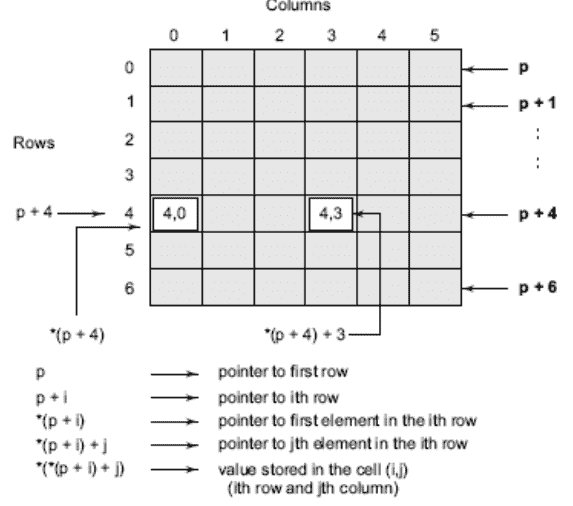 Columns
0 1 2 3 4 5
0 p
1 p + 1
2 :
Rows
3 :
p + 4 4 4,0 4,3 p + 4
5
6 p + 6
*(p + 4) *(p + 4) + 3
p pointer to first row
p + i pointer to ith row
*(p + i) pointer to first element in the ith row
*(p + i) + j pointer to jth element in the ith row
*(*(p + i) + j) value stored in the cell (i,j)
(ith row and jth column)